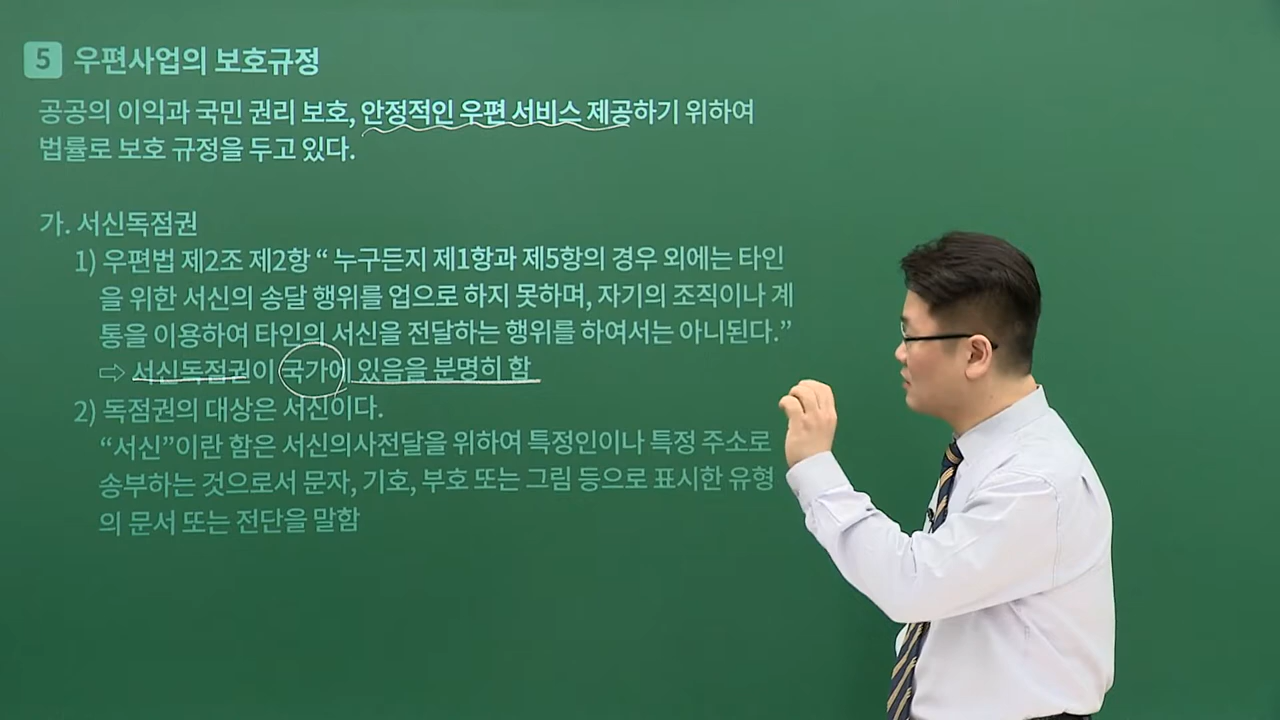 5 우편사업의 보호규정
공공의 이익과 국민 권리 보호, 안정적인 우편 서비스 제공하기 위하여
법률로 보호 규정을 두고 있다.
가. 서신독점권
1) 우편법 제2조 제2항 “ 누구든지 제1항과 제5항의 경우 외에는 타인
을 위한 서신의 송달 행위를 업으로 하지 못하며, 자기의 조직이나 계
통을 이용하여 타인의 서신을 전달하는 행위를 하여서는 아니된다.”
⇨ 서신독점권이 국가에 있음을 분명히 함
2) 독점권의 대상은 서신이다.
“서신”이란 함은 서신의사전달을 위하여 특정인이나 특정 주소로
송부하는 것으로서 문자, 기호, 부호 또는 그림 등으로 표시한 유형
의 문서 또는 전단을 말함